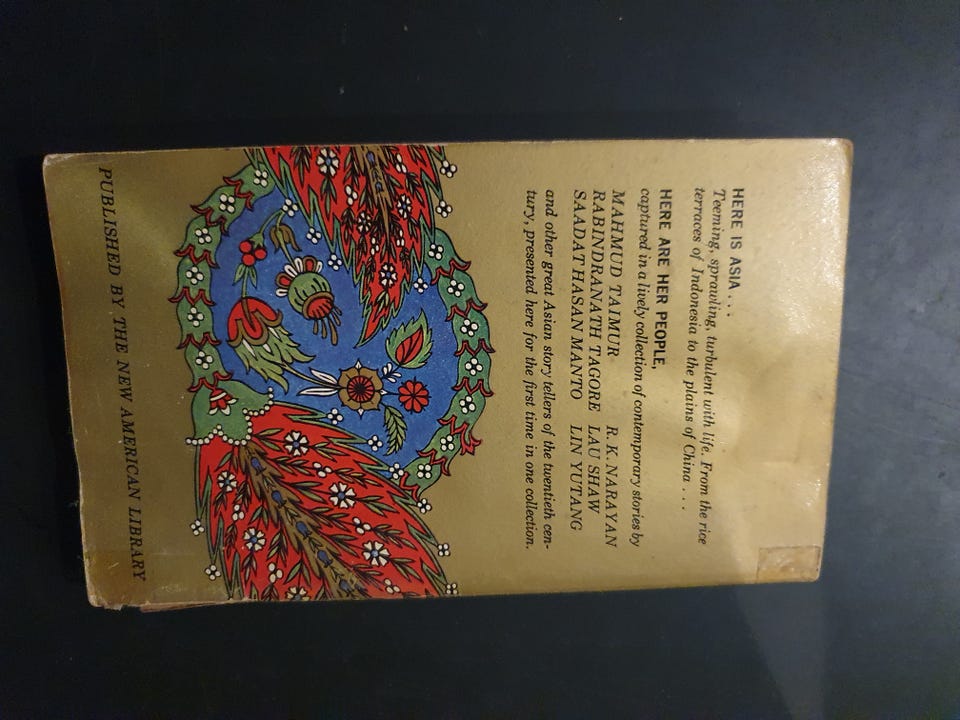 HERE IS ASIA . . .
Teeming, sprawling, turbulent with life. From the rice
terraces of Indonesia to the plains of China . . .
HERE ARE HER PEOPLE,
captured in a lively collection of contemporary stories by
MAHMUD TAIMUR R. K. NARAYAN
RABINDRANATH TAGORE LAU SHAW
SAADAT HASAN MANTO LIN YUTANG
and other great Asian story tellers of the twentieth cen-
tury, presented here for the first time in one collection.
PUBLISHED BY THE NEW AMERICAN LIBRARY